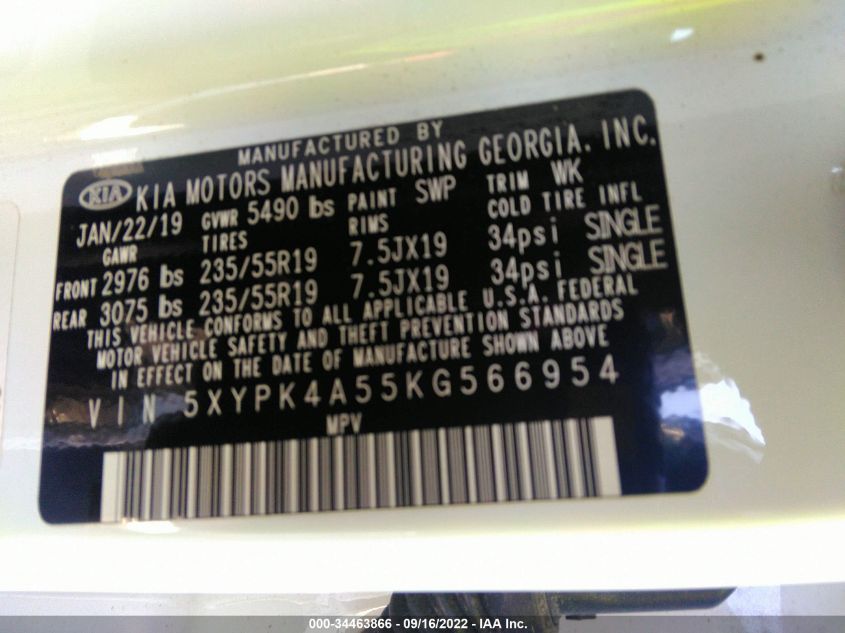 MANUFACTURED BY
KIA KIA MOTORS MANUFACTURING GEORGIA, INC.
JAN/22/19 GVWR 5490 lbs PAINT SWP TRIM WK
GAWR TIRES RIMS COLD TIRE INFL
FRONT 2976 lbs 235/55R19 7.5JX19 34psi SINGLE
REAR 3075 lbs 235/55R19 7.5JX19 34psi SINGLE
THIS VEHICLE CONFORMS TO ALL APPLICABLE U.S.A. FEDERAL
MOTOR VEHICLE SAFETY AND THEFT PREVENTION STANDARDS
IN EFFECT ON THE DATE OF MANUFACTURE SHOWN ABOVE
VIN 5XYPK4A55KG566954
MPV
000-34463866 - 09/16/2022 - IAA Inc.